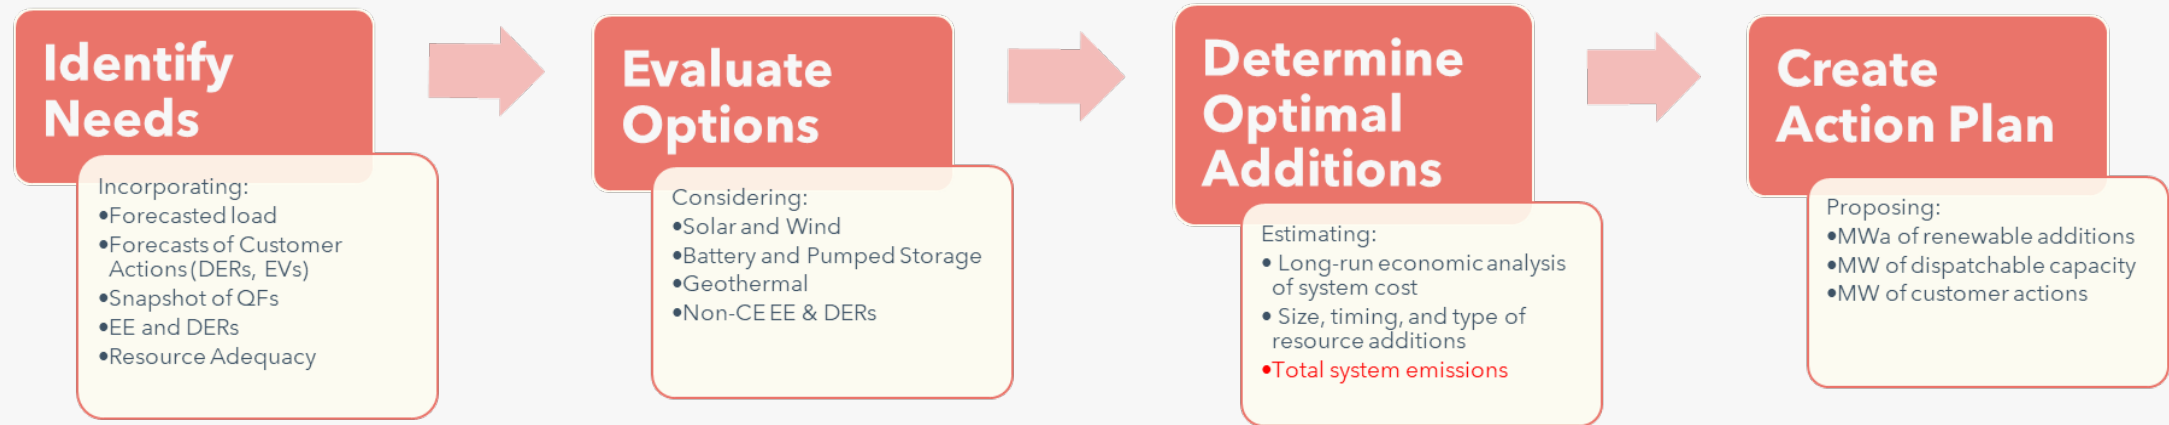 Identify
Needs
Incorporating:
•Forecasted load
•Forecasts of Customer
Actions (DERs, EVs)
•Snapshot of QFs
•EE and DERs
•Resource Adequacy
Evaluate
Options
Considering:
•Solar and Wind
•Battery and Pumped Storage
•Geothermal
•Non-CE EE & DERs
Determine
Optimal
Additions
Estimating:
• Long-run economic analysis
of system cost
• Size, timing, and type of
resource additions
•Total system emissions
Create
Action Plan
Proposing:
•MWa of renewable additions
•MW of dispatchable capacity
•MW of customer actions